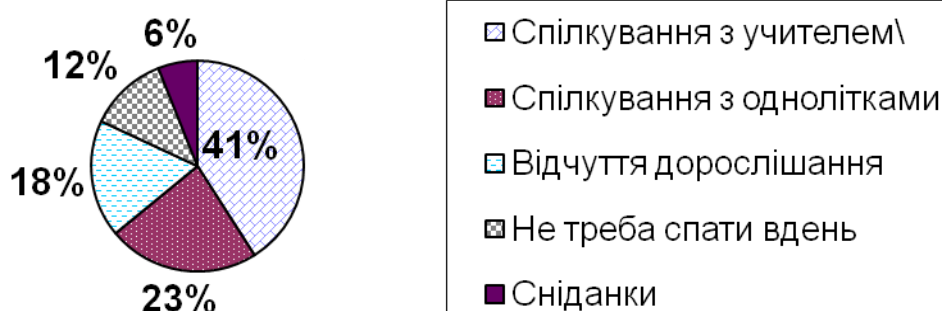 6%
12%
41%
18%
23%
Спілкування з учителем\
Спілкування з однолітками
Відчуття дорослішання
Не треба спати вдень
Сніданки